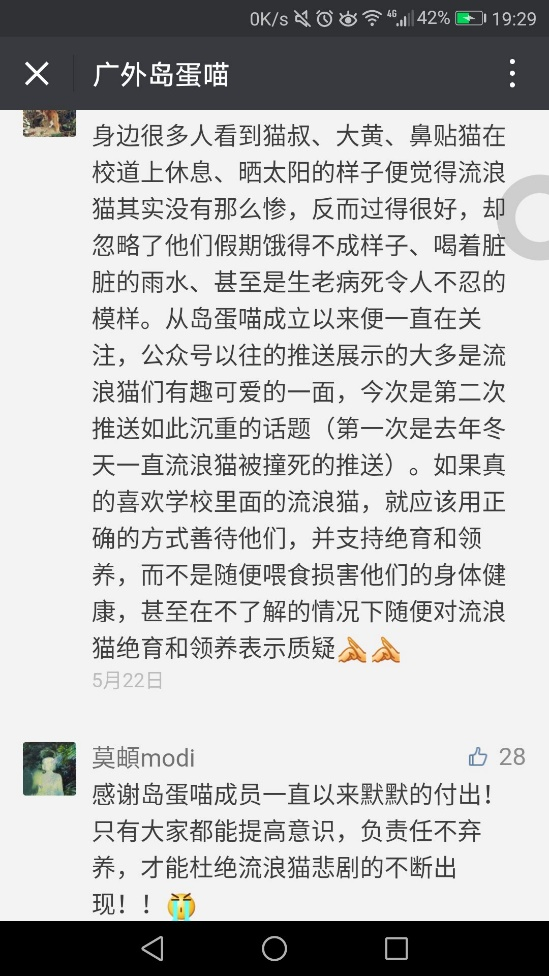 0K/s 4G 42% 19:29
广外岛蛋喵
身边很多人看到猫叔、大黄、鼻贴猫在
校道上休息、晒太阳的样子便觉得流浪
猫其实没有那么惨，反而过得很好，却
忽略了他们假期饿得不成样子、喝着脏
脏的雨水、甚至是生老病死令人不忍的
模样。从岛蛋喵成立以来便一直在关
注，公众号以往的推送展示的大多是流
浪猫们有趣可爱的一面，今次是第二次
推送如此沉重的话题（第一次是去年冬
天一直流浪猫被撞死的推送）。如果真
的喜欢学校里面的流浪猫，就应该用正
确的方式善待他们，并支持绝育和领
养，而不是随便喂食损害他们的身体健
康，甚至在不了解的情况下随便对流浪
猫绝育和领养表示质疑
5月22日
莫頔modi 28
感谢岛蛋喵成员一直以来默默的付出！
只有大家都能提高意识，负责任不弃
养，才能杜绝流浪猫悲剧的不断出
现！！